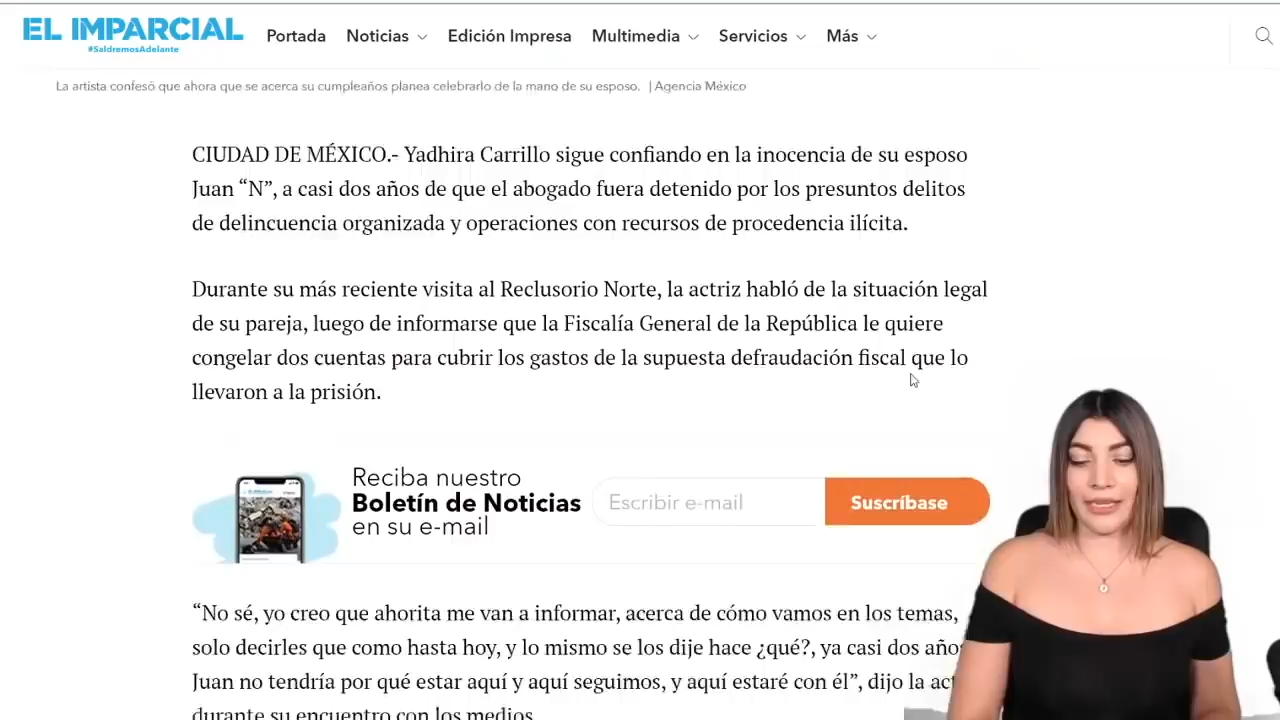 EL IMPARCIAL
#SaldremosAdelante
Portada Noticias Edición Impresa Multimedia Servicios Más
La artista confesó que ahora que se acerca su cumpleaños planea celebrarlo de la mano de su esposo. | Agencia México
CIUDAD DE MÉXICO.- Yadhira Carrillo sigue confiando en la inocencia de su esposo
Juan “N”, a casi dos años de que el abogado fuera detenido por los presuntos delitos
de delincuencia organizada y operaciones con recursos de procedencia ilícita.
Durante su más reciente visita al Reclusorio Norte, la actriz habló de la situación legal
de su pareja, luego de informarse que la Fiscalía General de la República le quiere
congelar dos cuentas para cubrir los gastos de la supuesta defraudación fiscal que lo
llevaron a la prisión.
Reciba nuestro
Boletín de Noticias
en su e-mail
Escribir e-mail
Suscríbase
“No sé, yo creo que ahorita me van a informar, acerca de cómo vamos en los temas,
solo decirles que como hasta hoy, y lo mismo se los dije hace ¿qué?, ya casi dos
Juan no tendría por qué estar aquí y aquí seguimos, y aquí estaré con él”, dijo la
durante su encuentro con los medios.